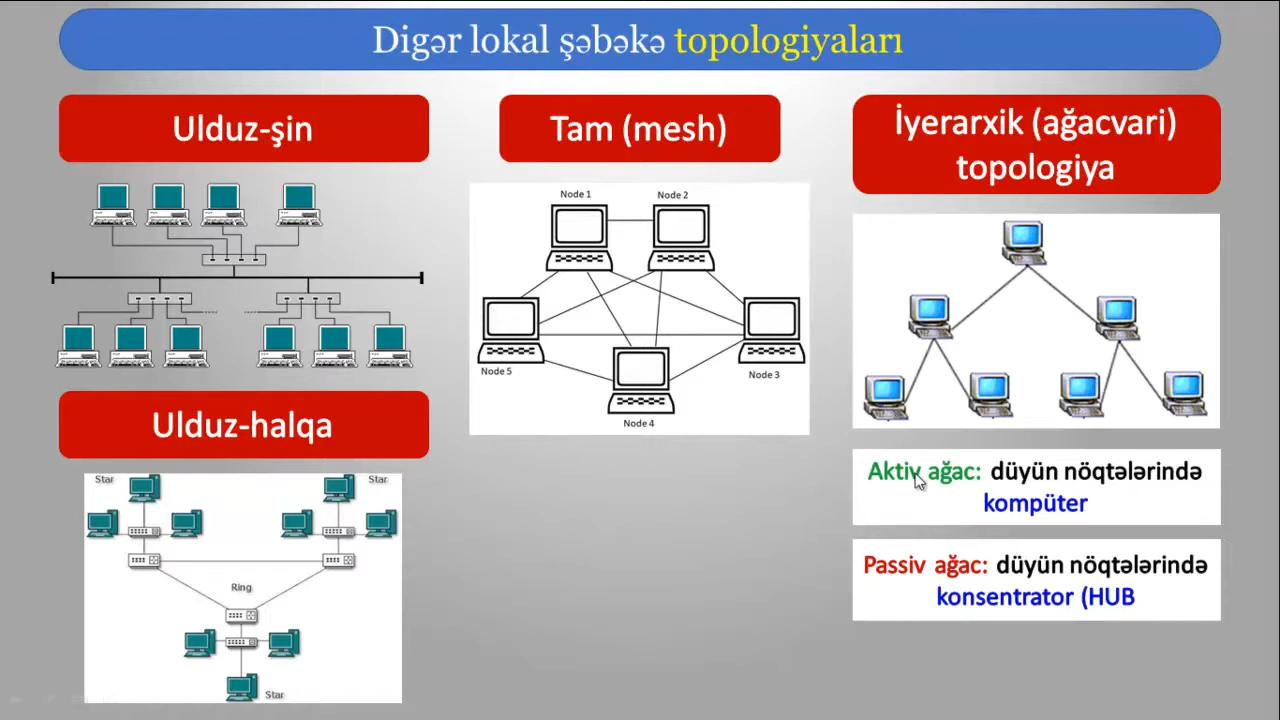 Digər lokal şəbəkə topologiyaları
Ulduz-şin
Tam (mesh)
Node 1
Node 2
Node 5
Node 3
Node 4
İyerarxik (ağacvari)
topologiya
Ulduz-halqa
Star
Star
Ring
Star
Aktiv ağac: düyün nöqtələrində
kompüter
Passiv ağac: düyün nöqtələrində
konsentrator (HUB